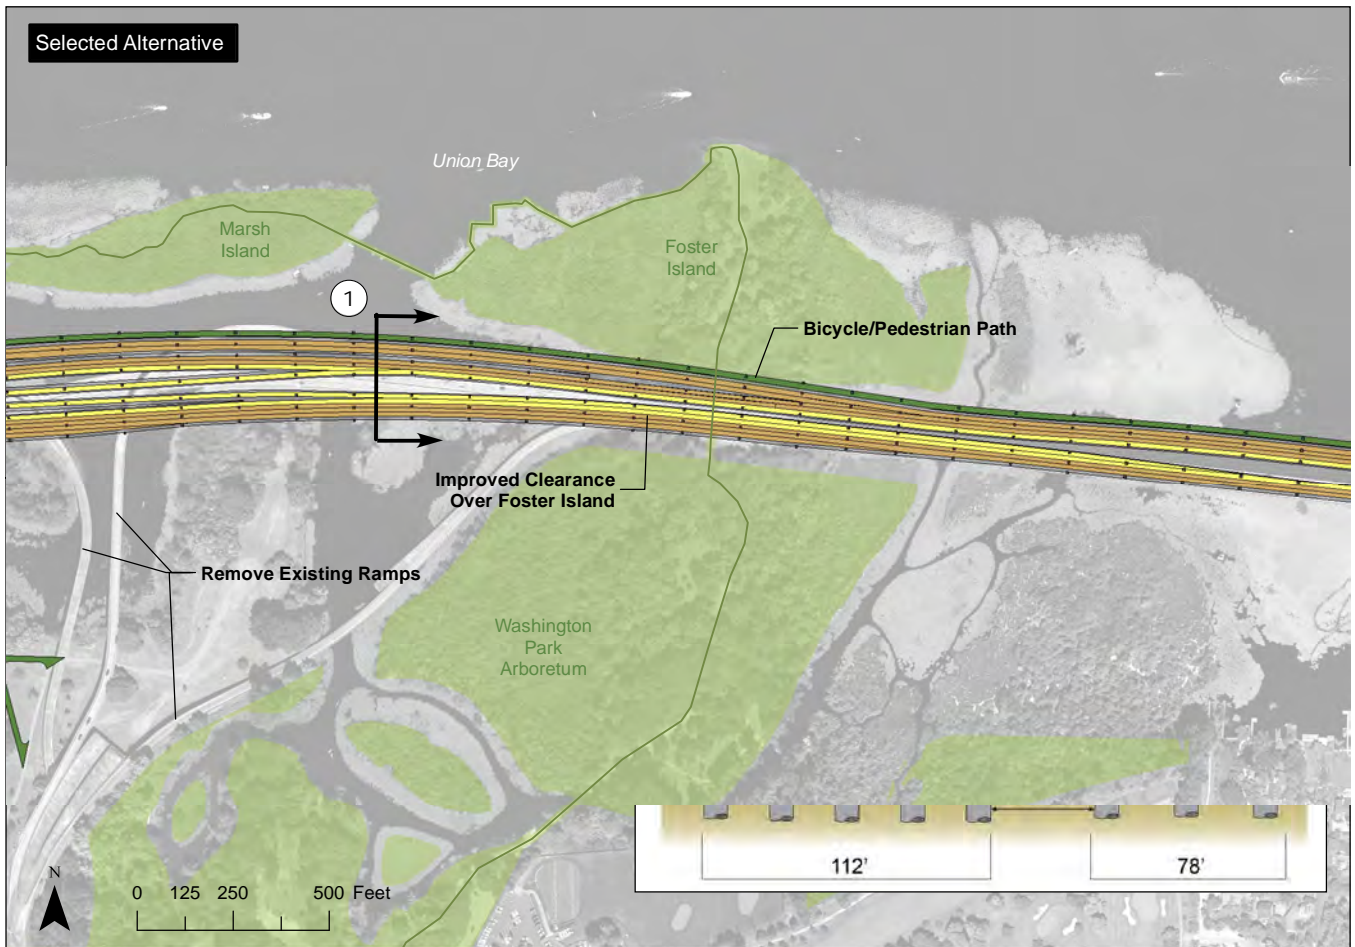 Selected Alternative
Union Bay
Marsh
Island
Foster
Island
1
Bicycle/Pedestrian Path
Improved Clearance
Over Foster Island
Remove Existing Ramps
Washington
Park
Arboretum
112'
78'
N
0 125 250 500 Feet